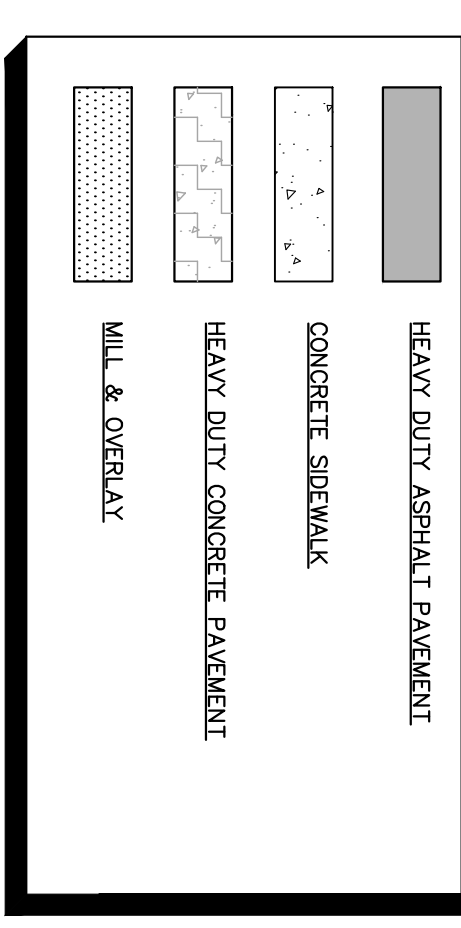 HEAVY DUTY ASPHALT PAVEMENT
CONCRETE SIDEWALK
HEAVY DUTY CONCRETE PAVEMENT
MILL & OVERLAY